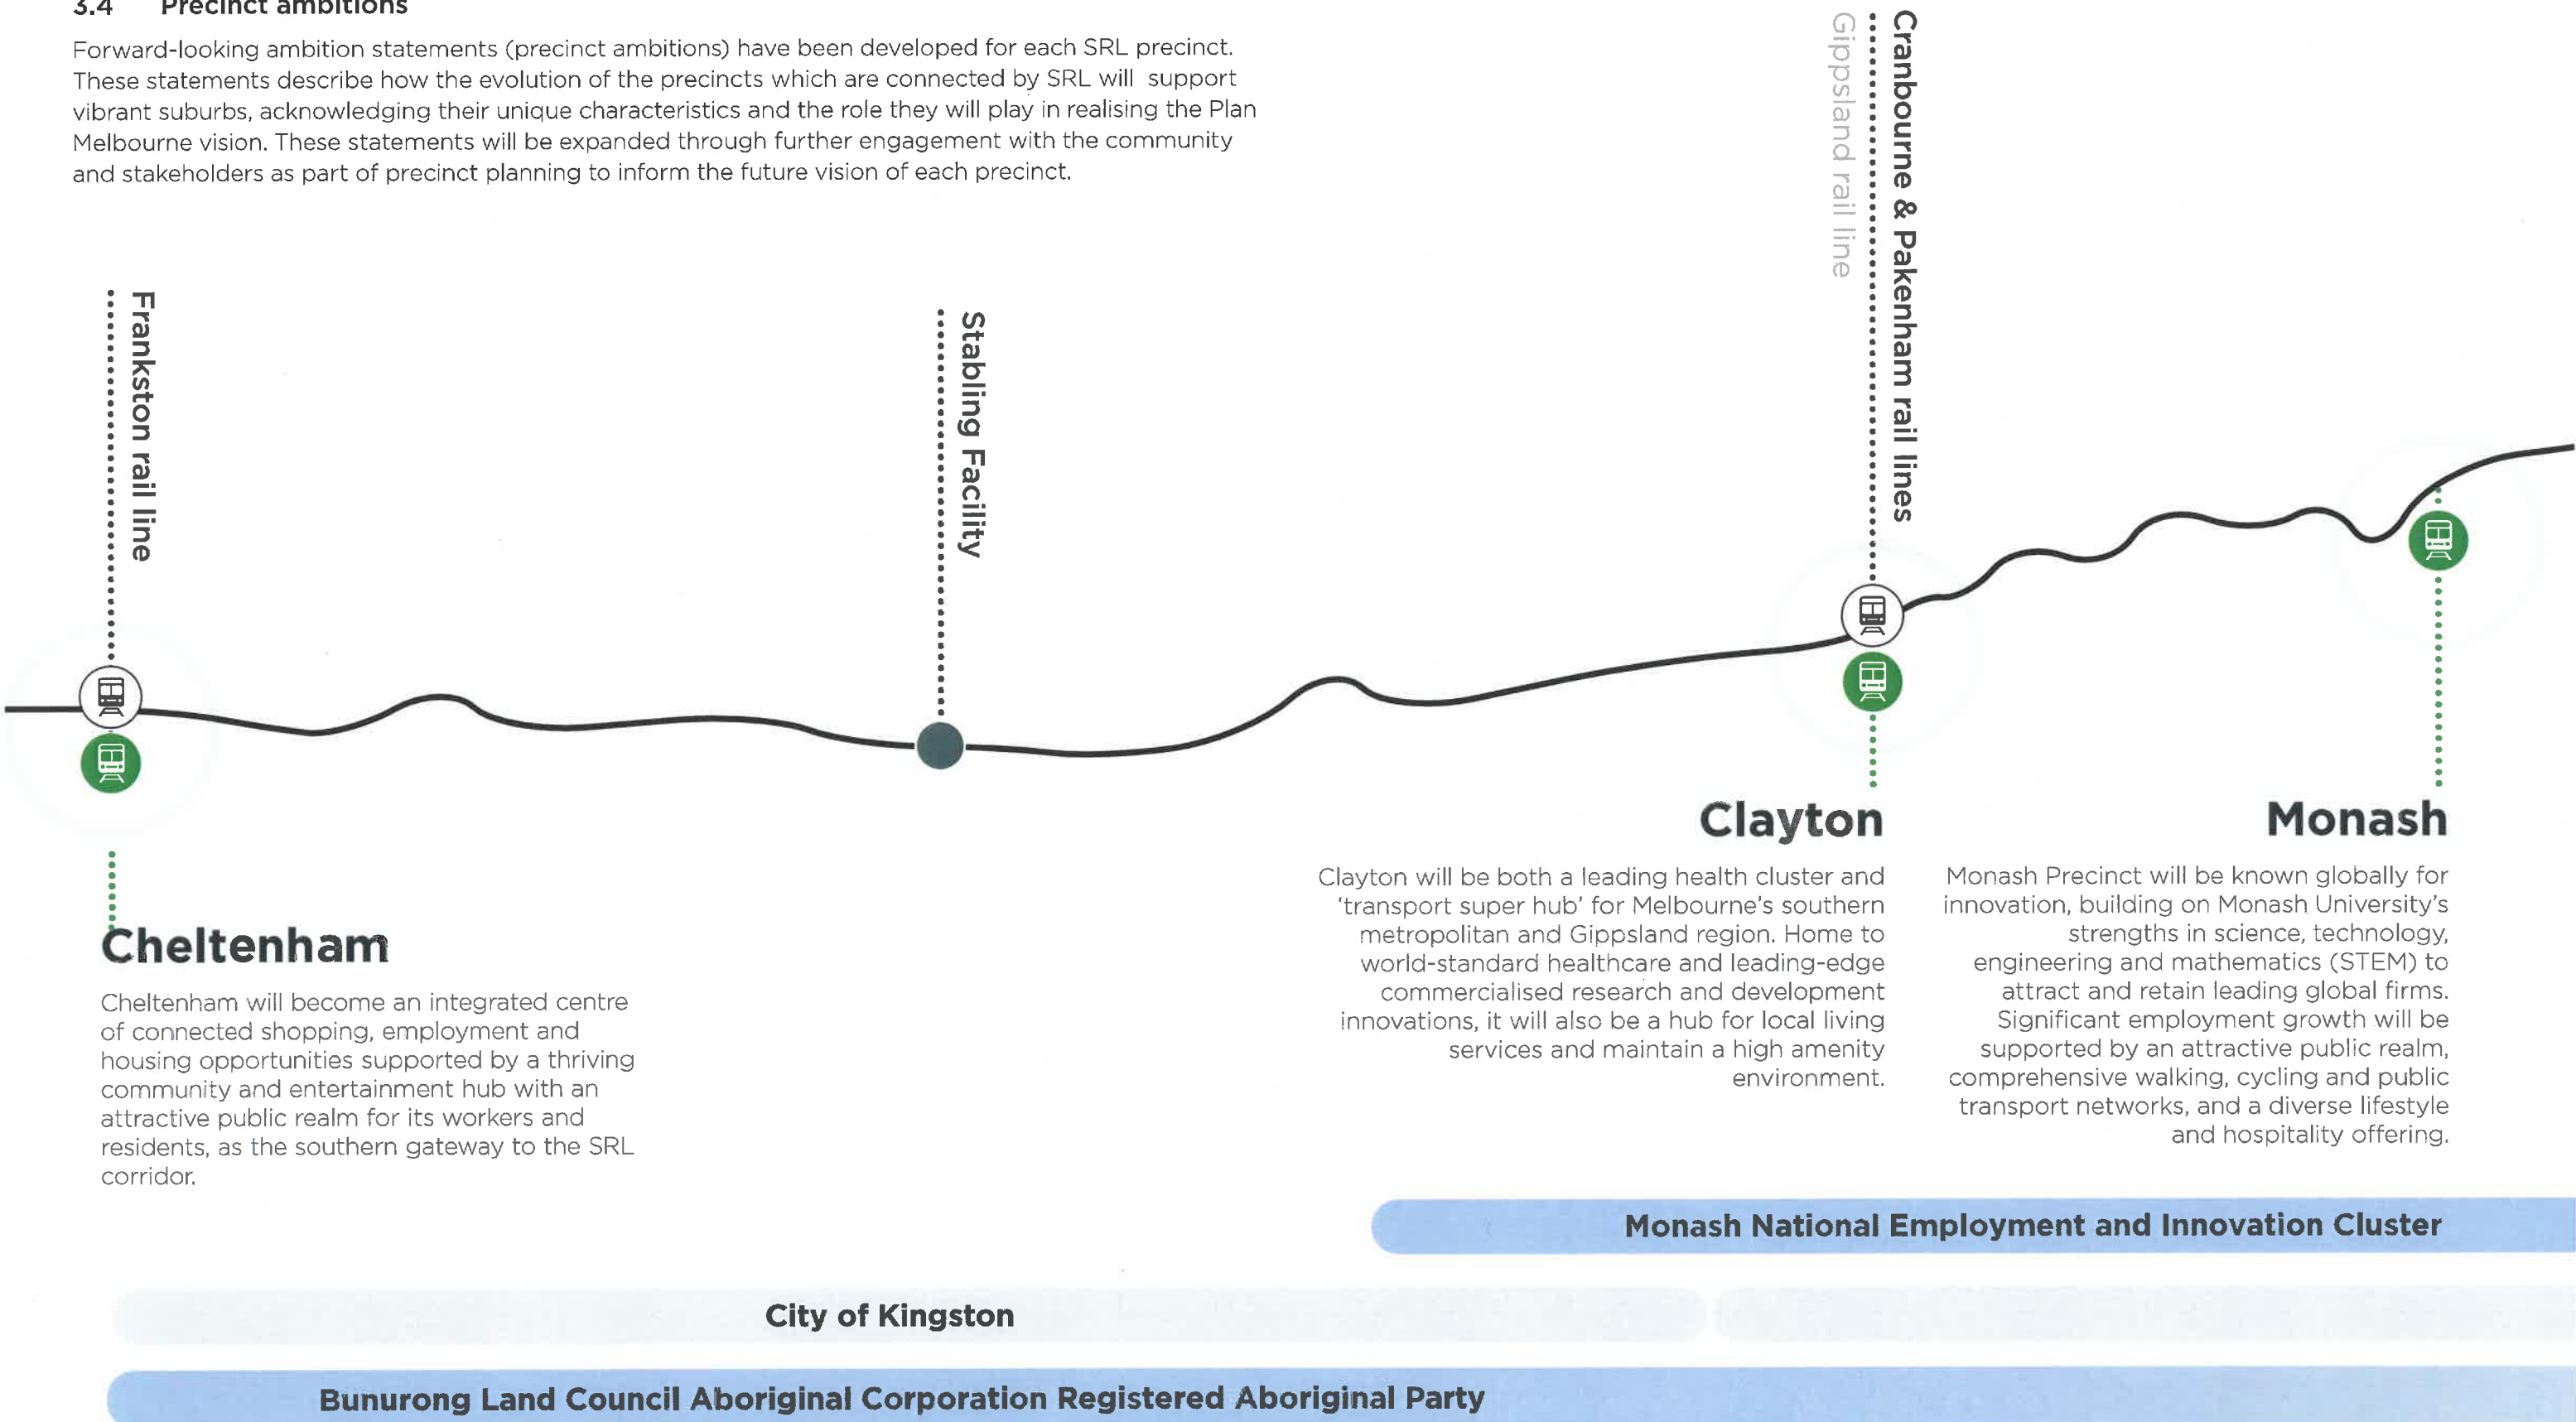 3.4 Precinct ambitions
Forward-looking ambition statements (precinct ambitions) have been developed for each SRL precinct.
These statements describe how the evolution of the precincts which are connected by SRL will support
vibrant suburbs, acknowledging their unique characteristics and the role they will play in realising the Plan
Melbourne vision. These statements will be expanded through further engagement with the community
and stakeholders as part of precinct planning to inform the future vision of each precinct.
Frankston rail line
Stabling Facility
Gippsland rail line
Cranbourne & Pakenham rail lines
Cheltenham
Cheltenham will become an integrated centre
of connected shopping, employment and
housing opportunities supported by a thriving
community and entertainment hub with an
attractive public realm for its workers and
residents, as the southern gateway to the SRL
corridor.
Clayton
Clayton will be both a leading health cluster and
‘transport super hub’ for Melbourne’s southern
metropolitan and Gippsland region. Home to
world-standard healthcare and leading-edge
commercialised research and development
innovations, it will also be a hub for local living
services and maintain a high amenity
environment.
Monash
Monash Precinct will be known globally for
innovation, building on Monash University’s
strengths in science, technology,
engineering and mathematics (STEM) to
attract and retain leading global firms.
Significant employment growth will be
supported by an attractive public realm,
comprehensive walking, cycling and public
transport networks, and a diverse lifestyle
and hospitality offering.
Monash National Employment and Innovation Cluster
City of Kingston
Bunurong Land Council Aboriginal Corporation Registered Aboriginal Party